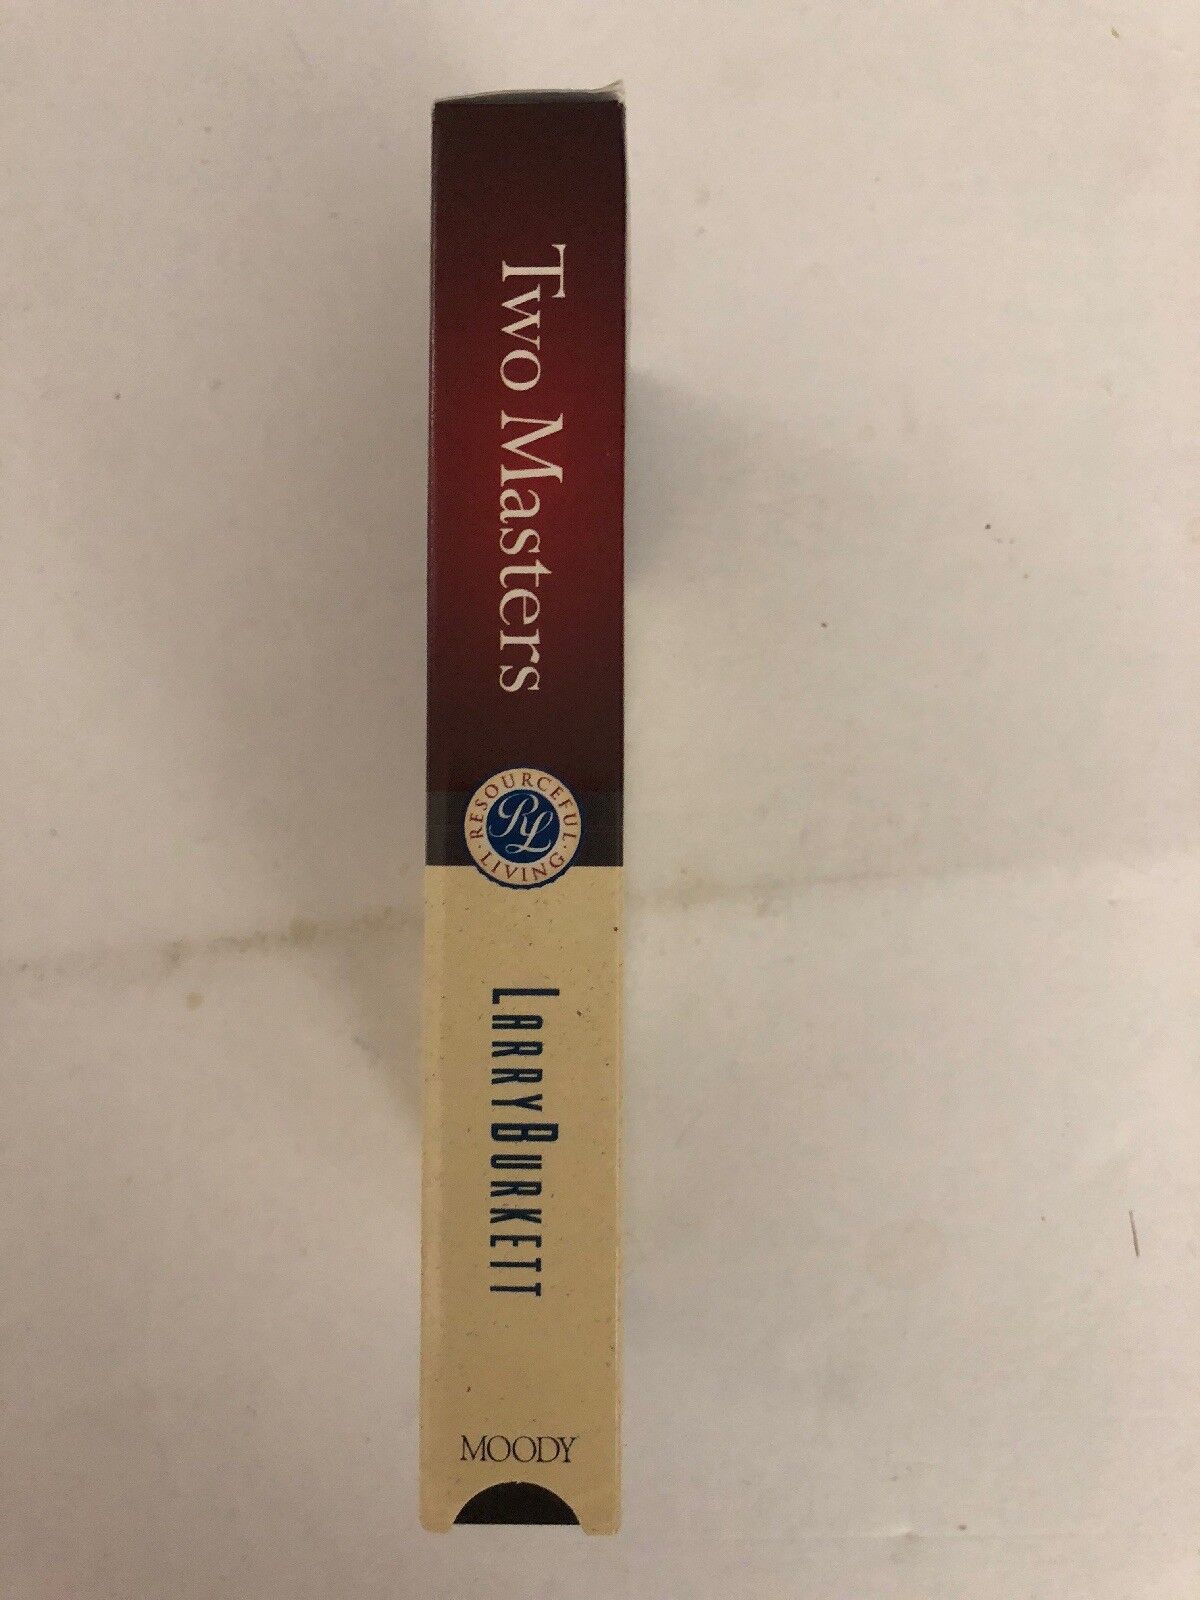 Two Masters
RESOURCEFUL
· LIVING ·
RL
LARRY BURKETT
MOODY